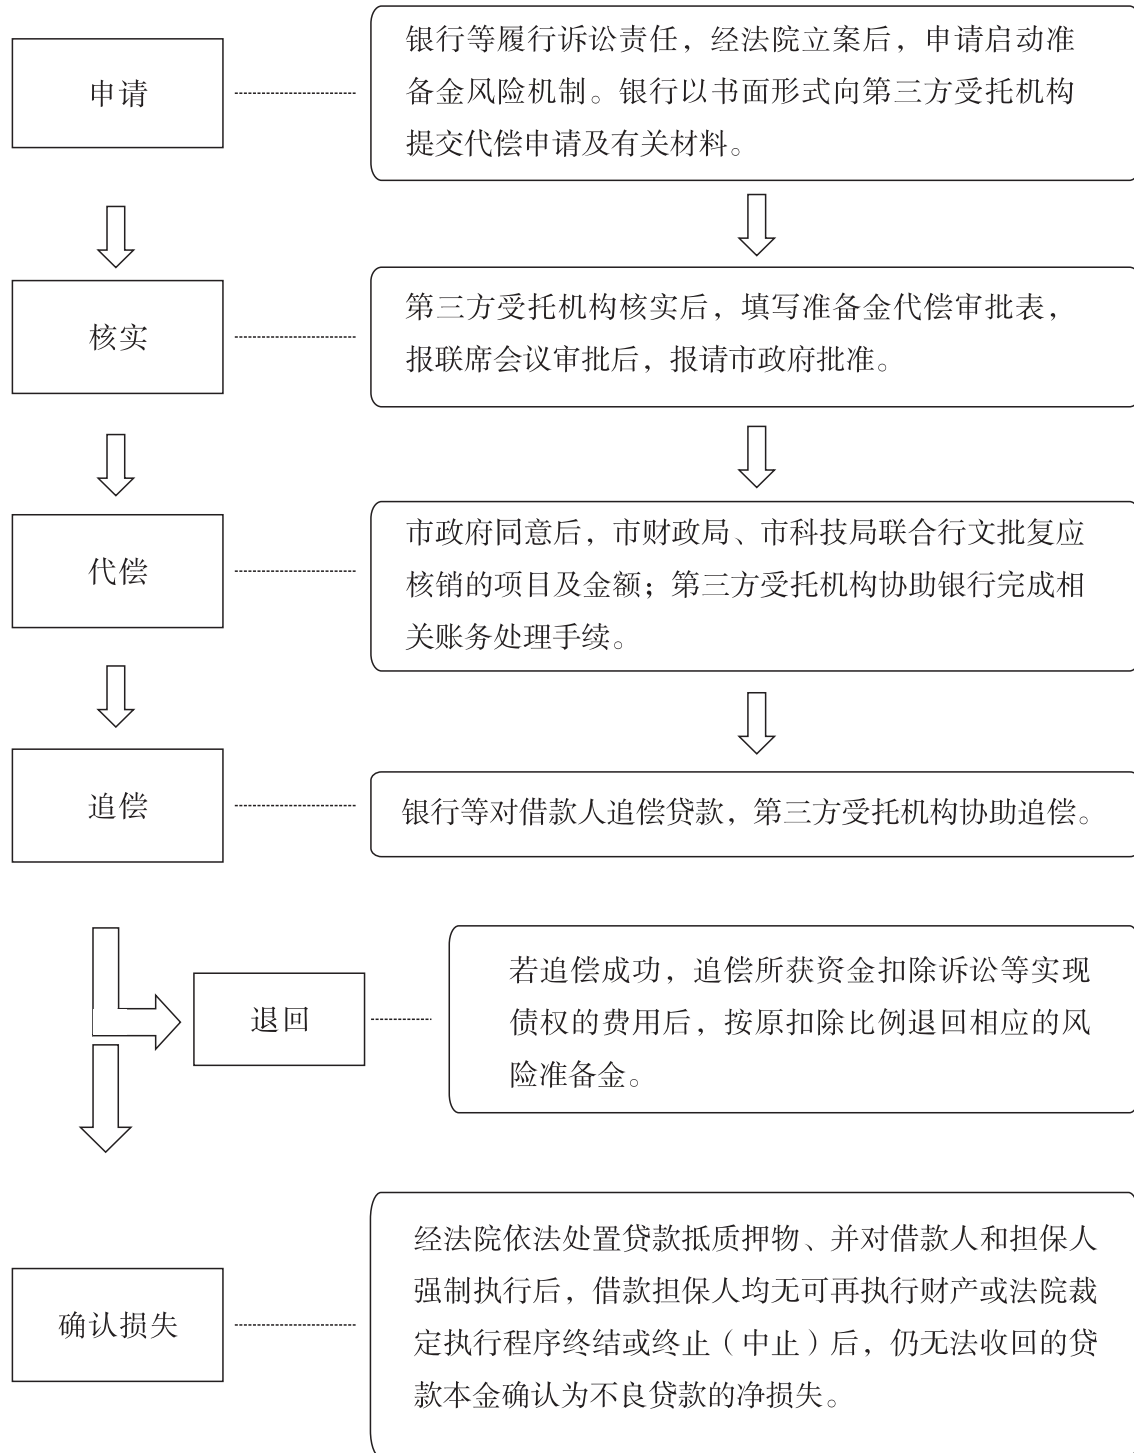 申请
银行等履行诉讼责任，经法院立案后，申请启动准
备金风险机制。银行以书面形式向第三方受托机构
提交代偿申请及有关材料。
核实
第三方受托机构核实后，填写准备金代偿审批表，
报联席会议审批后，报请市政府批准。
代偿
市政府同意后，市财政局、市科技局联合行文批复应
核销的项目及金额；第三方受托机构协助银行完成相
关账务处理手续。
追偿
银行等对借款人追偿贷款，第三方受托机构协助追偿。
退回
若追偿成功，追偿所获资金扣除诉讼等实现
债权的费用后，按原扣除比例退回相应的风
险准备金。
确认损失
经法院依法处置贷款抵质押物、并对借款人和担保人
强制执行后，借款担保人均无可再执行财产或法院裁
定执行程序终结或终止（中止）后，仍无法收回的贷
款本金确认为不良贷款的净损失。